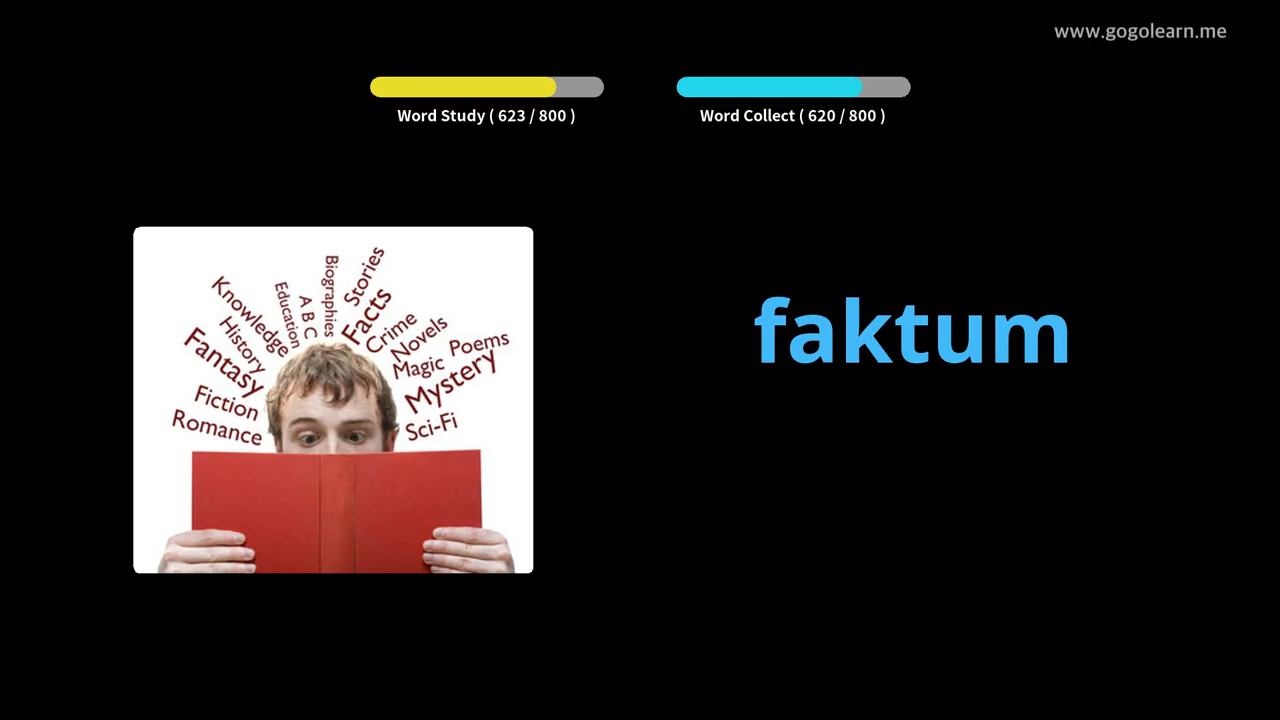 www.gogolearn.me
Word Study ( 623 / 800 )
Word Collect ( 620 / 800 )
faktum
Romance
Fiction
Fantasy
History
Knowledge
Education
A B C
Biographies
Stories
Facts
Crime
Novels
Magic
Poems
Mystery
Sci-Fi